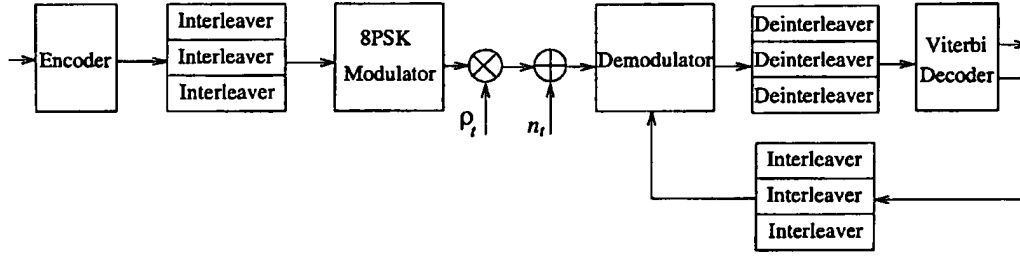 Encoder
Interleaver
Interleaver
Interleaver
8PSK
Modulator
ρt
nt
Demodulator
Deinterleaver
Deinterleaver
Deinterleaver
Viterbi
Decoder
Interleaver
Interleaver
Interleaver